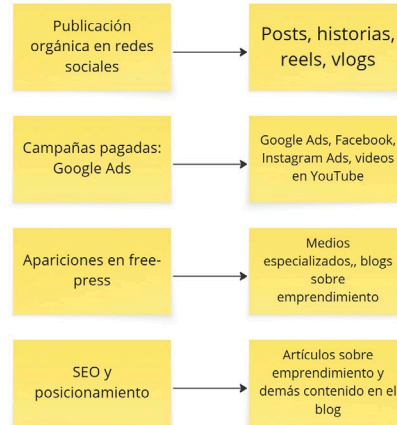 Publicación
orgánica en redes
sociales
Posts, historias,
reels, vlogs
Campañas pagadas:
Google Ads
Google Ads, Facebook,
Instagram Ads, videos
en YouTube
Apariciones en free-
press
Medios
especializados,, blogs
sobre
emprendimiento
SEO y
posicionamiento
Artículos sobre
emprendimiento y
demás contenido en el
blog